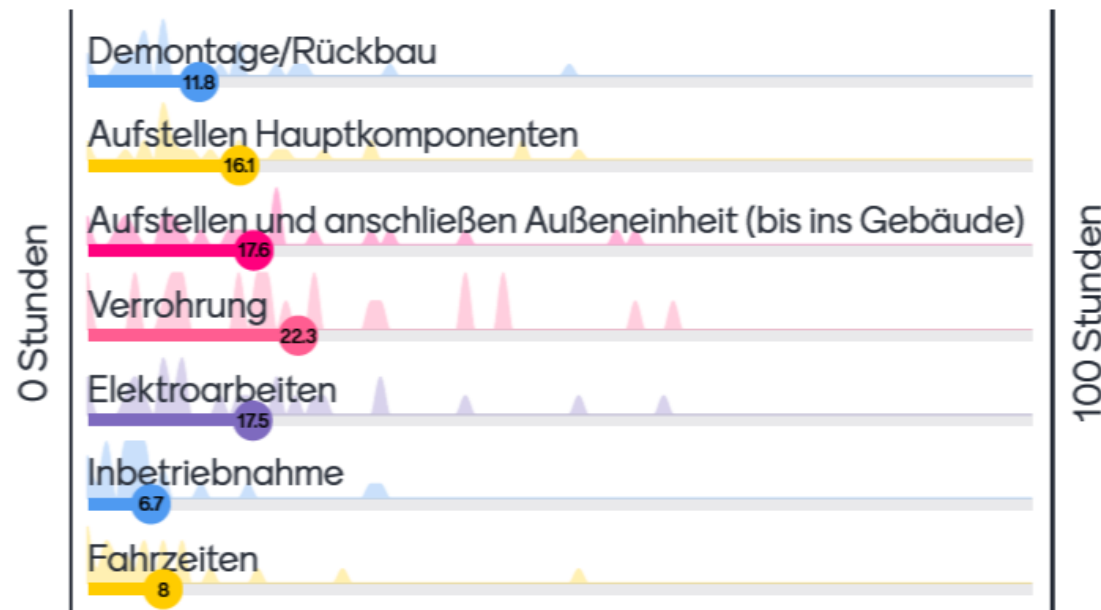 Demontage/Rückbau
11.8
Aufstellen Hauptkomponenten
16.1
Aufstellen und anschließen Außeneinheit (bis ins Gebäude)
17.6
Verrohrung
22.3
Elektroarbeiten
17.5
Inbetriebnahme
6.7
Fahrzeiten
8
0 Stunden
100 Stunden